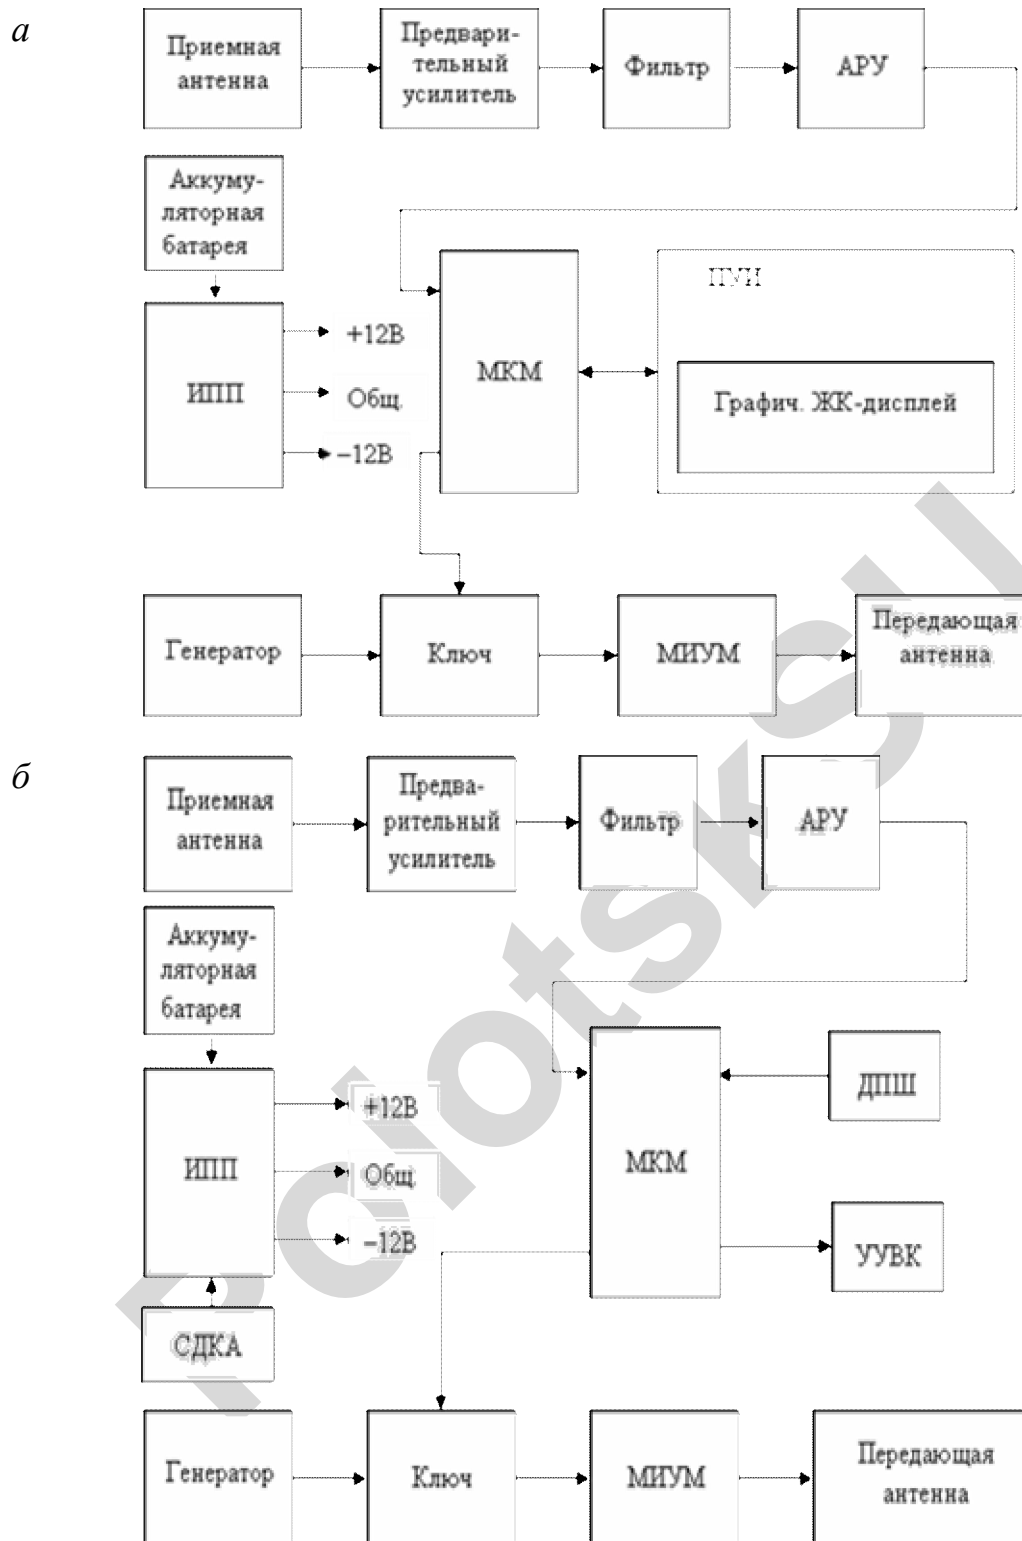 а
Приемная
антенна
Предвари-
тельный
усилитель
Фильтр
АРУ
Аккуму-
ляторная
батарея
ИПП
+12В
Общ.
−12В
МКМ
ПУИ
Графич. ЖК-дисплей
Генератор
Ключ
МИУМ
Передающая
антенна
б
Приемная
антенна
Предва-
рительный
усилитель
Фильтр
АРУ
Аккуму-
ляторная
батарея
ИПП
+12В
Общ.
−12В
СДКА
МКМ
ДПШ
УУВК
Генератор
Ключ
МИУМ
Передающая
антенна
PolotskSU